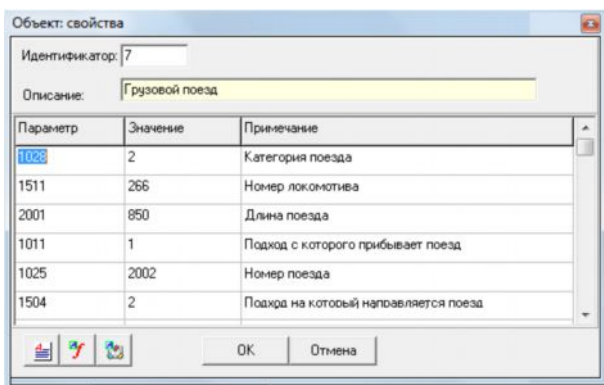 Объект: свойства
Идентификатор: 7
Описание: Грузовой поезд
Параметр Значение Примечание
1028 2 Категория поезда
1511 266 Номер локомотива
2001 850 Длина поезда
1011 1 Подход с которого прибывает поезд
1025 2002 Номер поезда
1504 2 Подход на который направляется поезд
OK Отмена